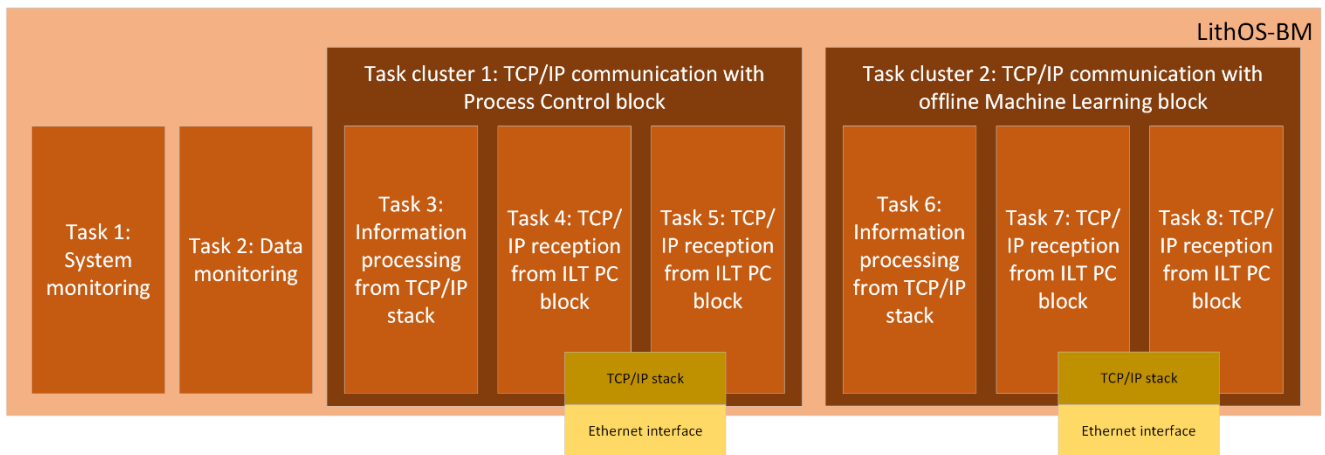 LithOS-BM
Task cluster 1: TCP/IP communication with
Process Control block
Task cluster 2: TCP/IP communication with
offline Machine Learning block
Task 1:
System
monitoring
Task 2: Data
monitoring
Task 3:
Information
processing
from TCP/IP
stack
Task 4: TCP/
IP reception
from ILT PC
block
Task 5: TCP/
IP reception
from ILT PC
block
Task 6:
Information
processing
from TCP/IP
stack
Task 7: TCP/
IP reception
from ILT PC
block
Task 8: TCP/
IP reception
from ILT PC
block
TCP/IP stack
Ethernet interface
TCP/IP stack
Ethernet interface